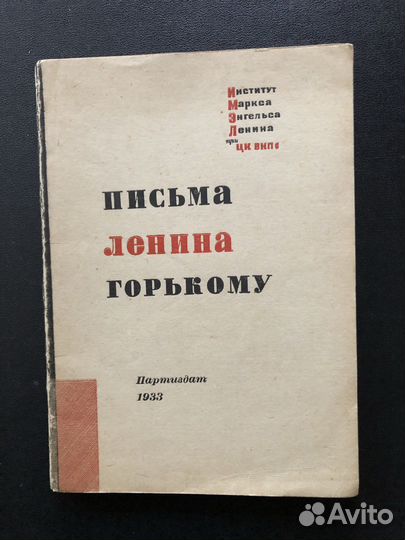 Институт
Маркса
Энгельса
Ленина
при ЦК ВКП б
ПИСЬМА
ЛЕНИНА
ГОРЬКОМУ
Партиздат
1933
Avito